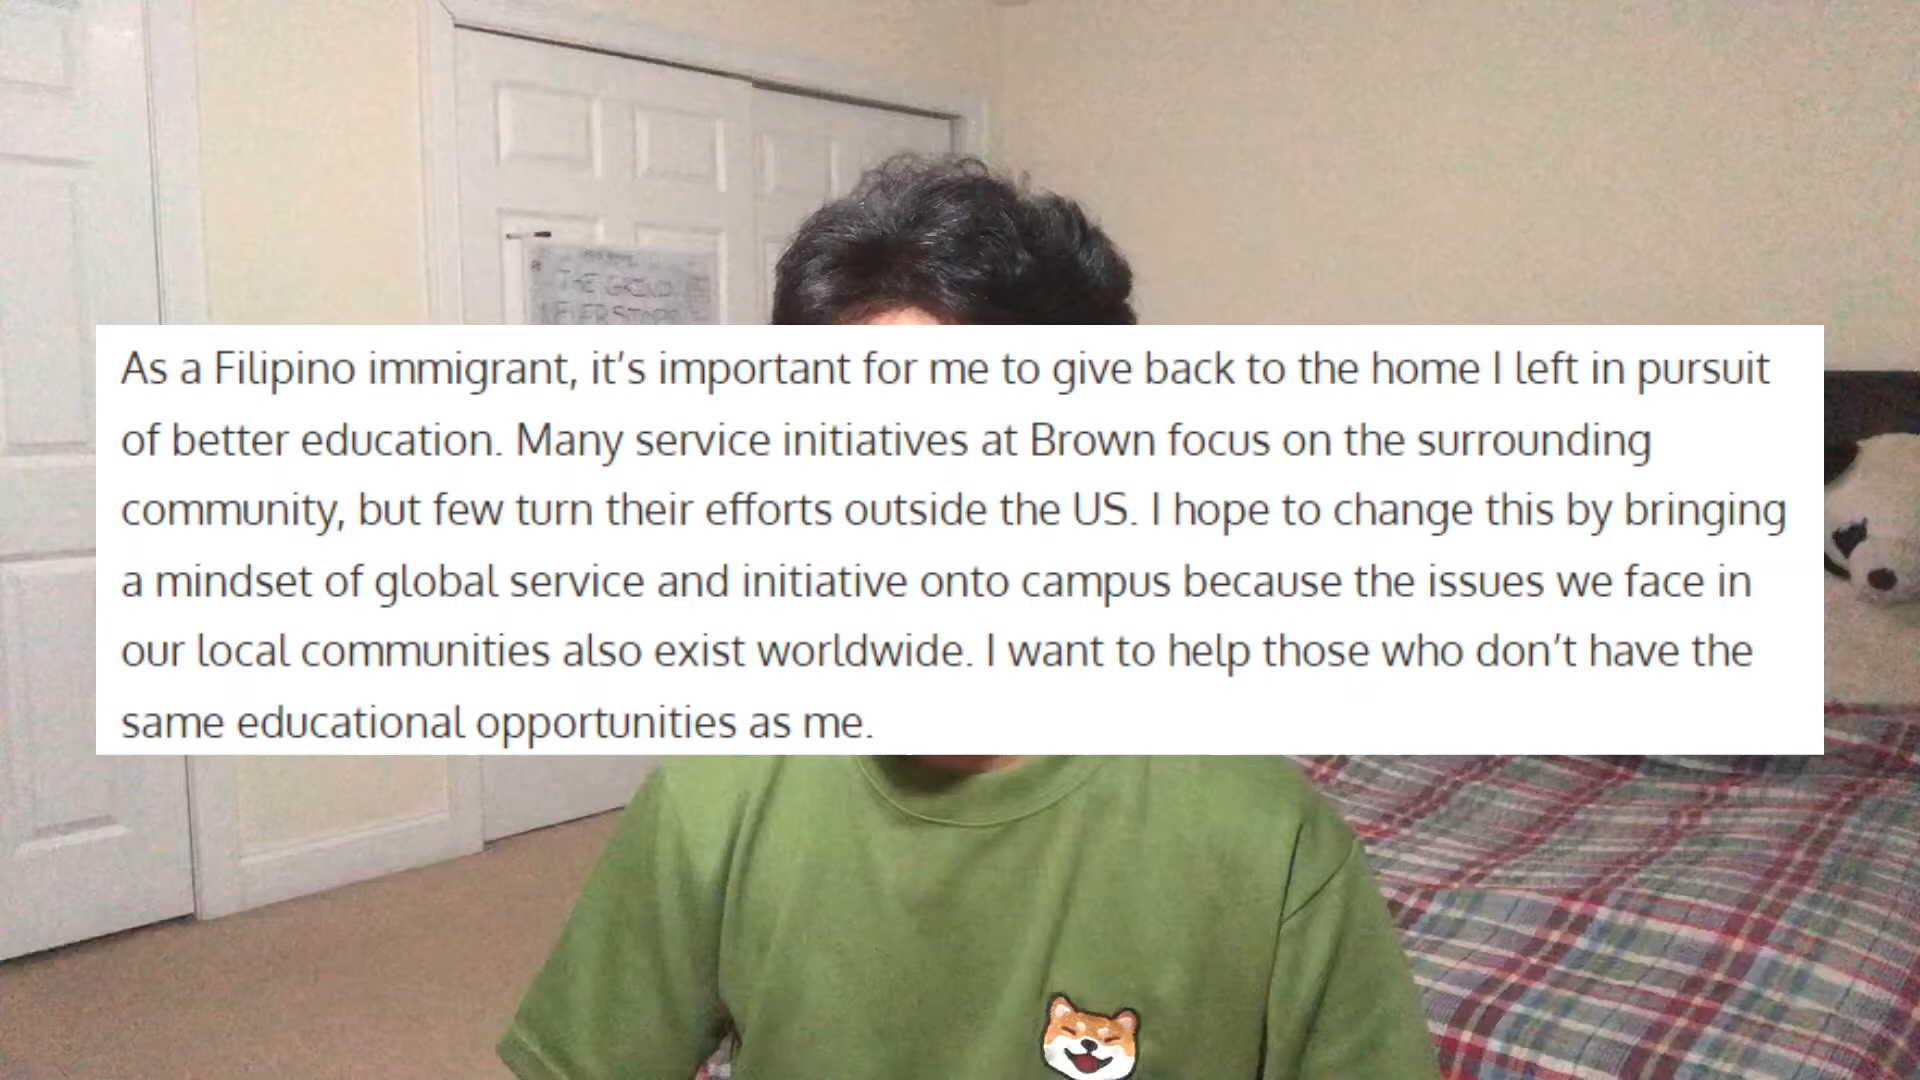 THE GRIND
NEVER STOPS
As a Filipino immigrant, it’s important for me to give back to the home I left in pursuit
of better education. Many service initiatives at Brown focus on the surrounding
community, but few turn their efforts outside the US. I hope to change this by bringing
a mindset of global service and initiative onto campus because the issues we face in
our local communities also exist worldwide. I want to help those who don’t have the
same educational opportunities as me.